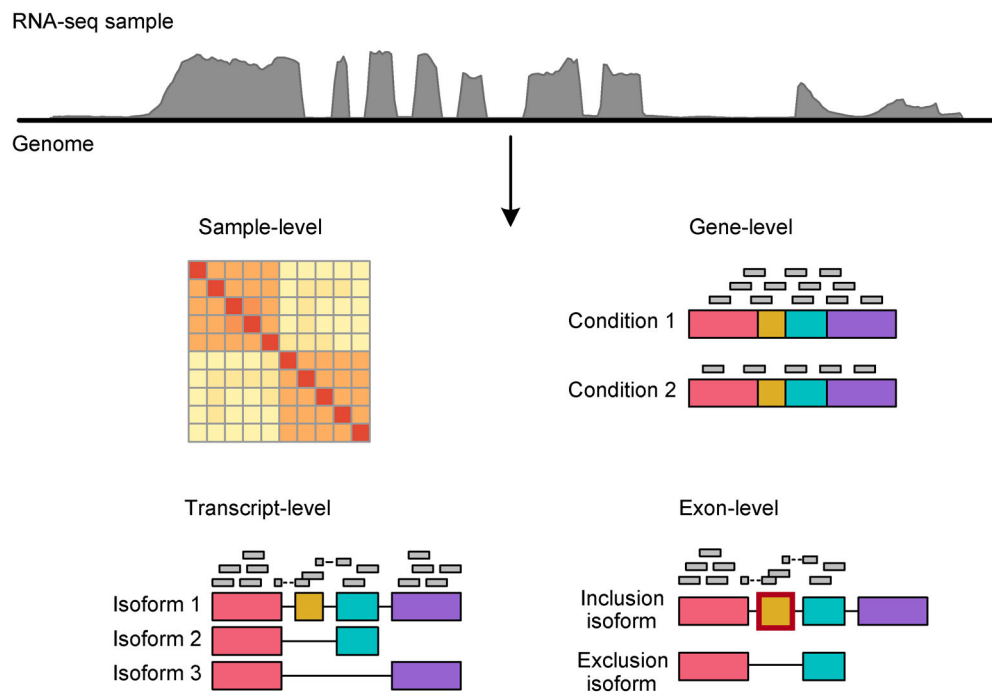 RNA-seq sample
Genome
Sample-level
Gene-level
Condition 1
Condition 2
Transcript-level
Isoform 1
Isoform 2
Isoform 3
Exon-level
Inclusion
isoform
Exclusion
isoform